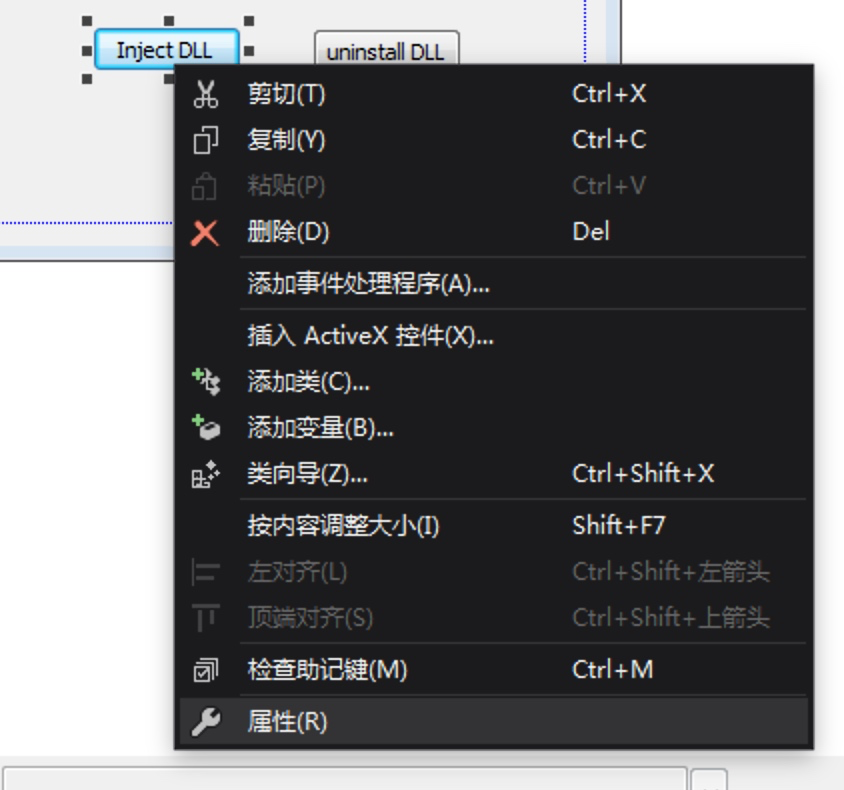 Inject DLL uninstall DLL
剪切(T) Ctrl+X
复制(Y) Ctrl+C
粘贴(P) Ctrl+V
删除(D) Del
添加事件处理程序(A)...
插入 ActiveX 控件(X)...
添加类(C)...
添加变量(B)...
类向导(Z)... Ctrl+Shift+X
按内容调整大小(I) Shift+F7
左对齐(L) Ctrl+Shift+左箭头
顶端对齐(S) Ctrl+Shift+上箭头
检查助记键(M) Ctrl+M
属性(R)